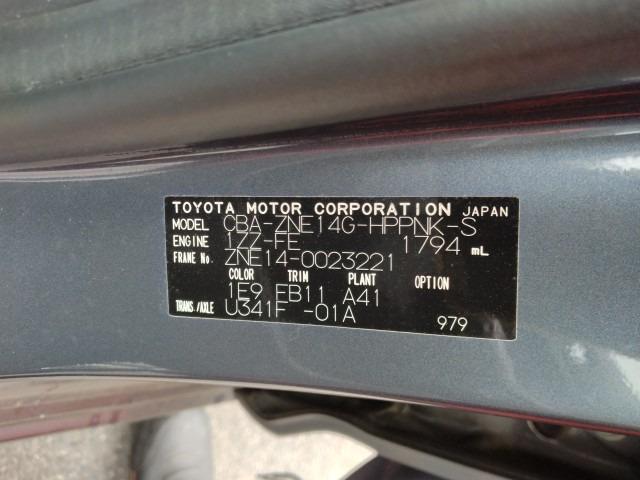 TOYOTA MOTOR CORPORATION JAPAN
MODEL CBA-ZNE14G-HPPNK-S
ENGINE 1ZZ-FE 1794 mL
FRAME No. ZNE14-0023221
COLOR TRIM PLANT OPTION
1E9 EB11 A41
TRANS./AXLE U341F -01A
979